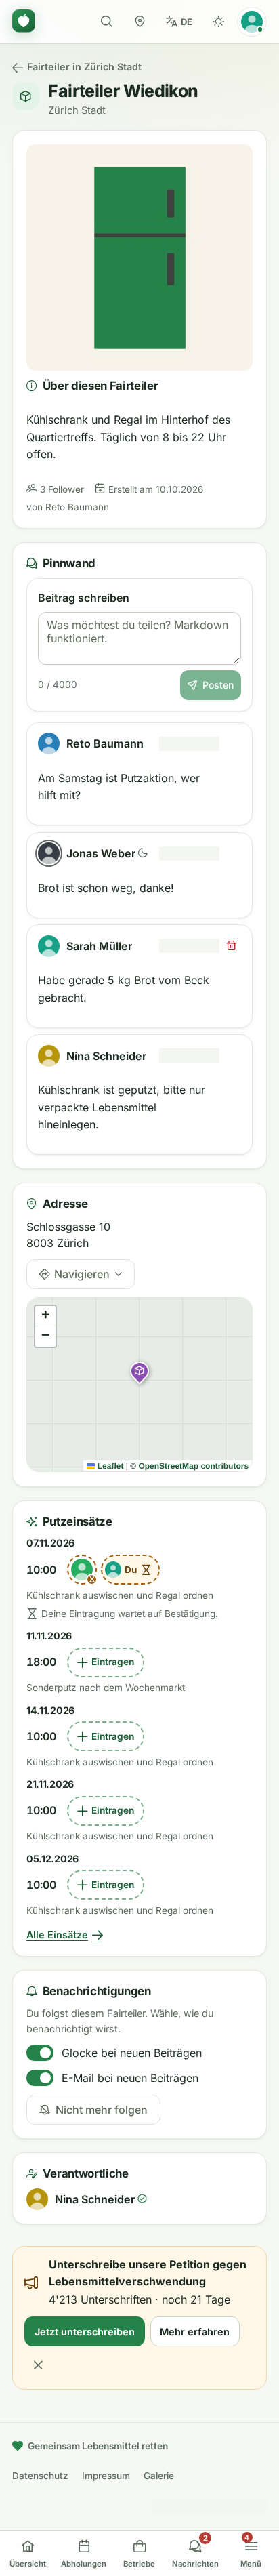 DE
Fairteiler in Zürich Stadt
Fairteiler Wiedikon
Zürich Stadt
Über diesen Fairteiler
Kühlschrank und Regal im Hinterhof des
Quartiertreffs. Täglich von 8 bis 22 Uhr
offen.
3 Follower
Erstellt am 10.10.2026
von Reto Baumann
Pinnwand
Beitrag schreiben
Was möchtest du teilen? Markdown
funktioniert.
0 / 4000
Posten
Reto Baumann
Am Samstag ist Putzaktion, wer
hilft mit?
Jonas Weber
Brot ist schon weg, danke!
Sarah Müller
Habe gerade 5 kg Brot vom Beck
gebracht.
Nina Schneider
Kühlschrank ist geputzt, bitte nur
verpackte Lebensmittel
hineinlegen.
Adresse
Schlossgasse 10
8003 Zürich
Navigieren
+
−
Leaflet | © OpenStreetMap contributors
Putzeinsätze
07.11.2026
10:00
Du
Kühlschrank auswischen und Regal ordnen
Deine Eintragung wartet auf Bestätigung.
11.11.2026
18:00
Eintragen
Sonderputz nach dem Wochenmarkt
14.11.2026
10:00
Eintragen
Kühlschrank auswischen und Regal ordnen
21.11.2026
10:00
Eintragen
Kühlschrank auswischen und Regal ordnen
05.12.2026
10:00
Eintragen
Kühlschrank auswischen und Regal ordnen
Alle Einsätze
Benachrichtigungen
Du folgst diesem Fairteiler. Wähle, wie du
benachrichtigt wirst.
Glocke bei neuen Beiträgen
E-Mail bei neuen Beiträgen
Nicht mehr folgen
Verantwortliche
Nina Schneider
Unterschreibe unsere Petition gegen
Lebensmittelverschwendung
4'213 Unterschriften · noch 21 Tage
Jetzt unterschreiben
Mehr erfahren
Gemeinsam Lebensmittel retten
Datenschutz
Impressum
Galerie
2
4
Übersicht
Abholungen
Betriebe
Nachrichten
Menü